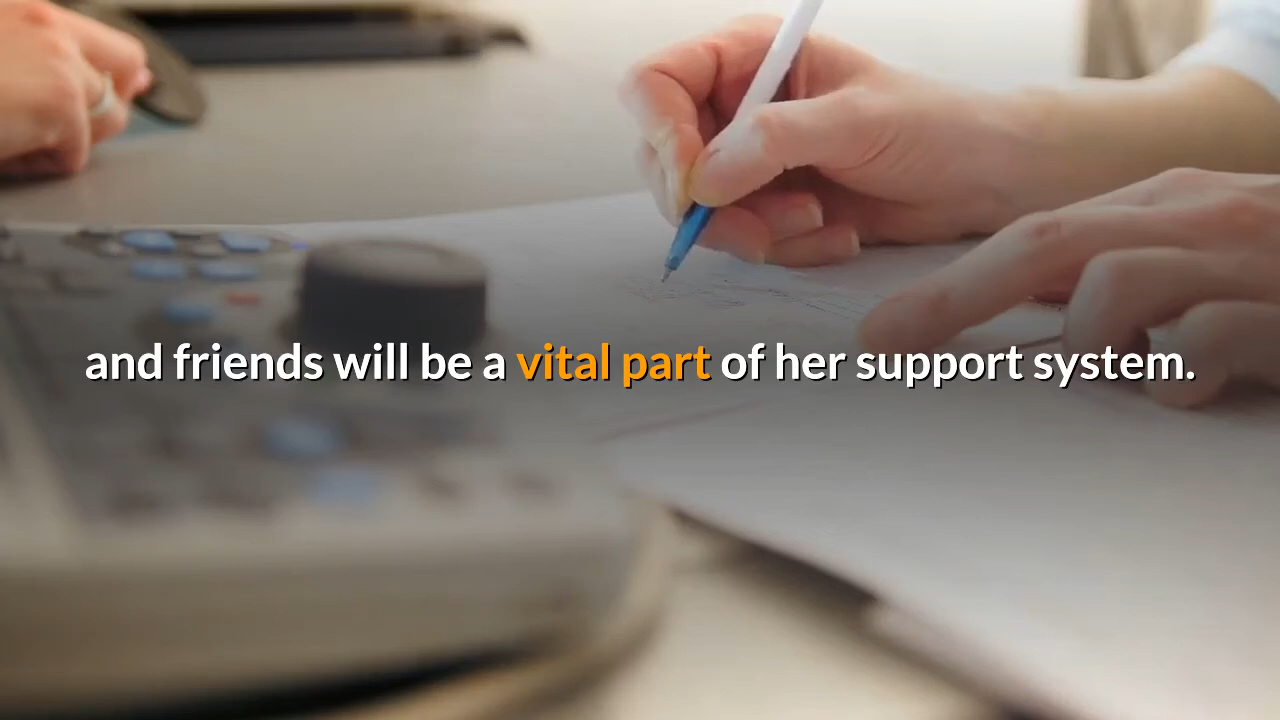 and friends will be a vital part of her support system.